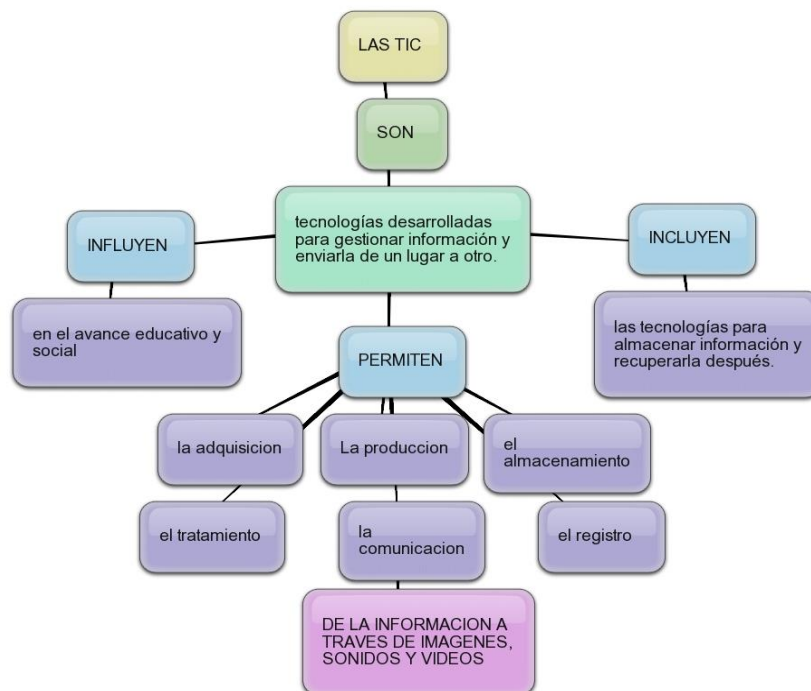 LAS TIC
SON
tecnologías desarrolladas
para gestionar información y
enviarla de un lugar a otro.
INFLUYEN
en el avance educativo y
social
INCLUYEN
las tecnologías para
almacenar información y
recuperarla después.
PERMITEN
la adquisicion
La produccion
el
almacenamiento
el tratamiento
la
comunicacion
el registro
DE LA INFORMACION A
TRAVES DE IMAGENES,
SONIDOS Y VIDEOS